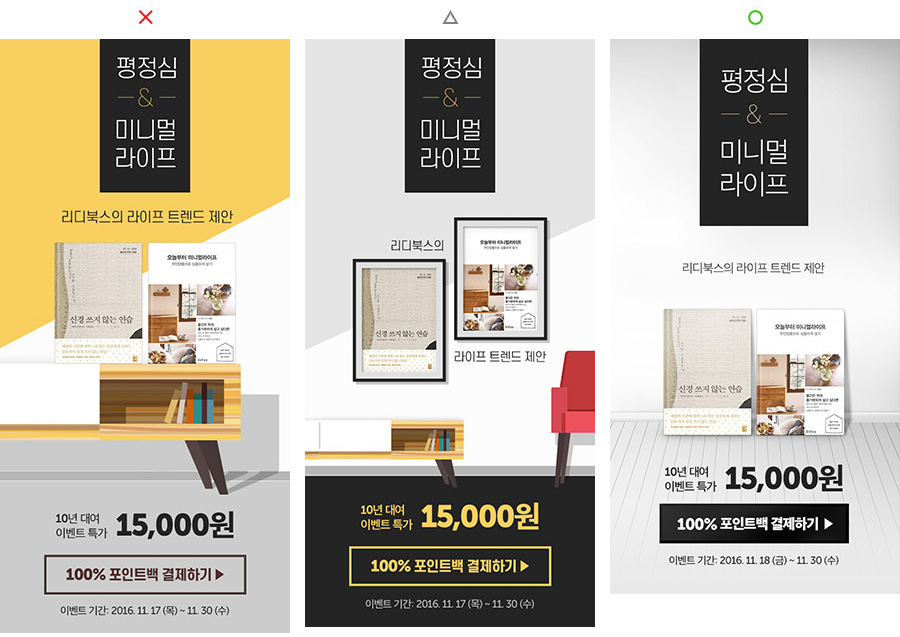 평정심
&
미니멀
라이프
리디북스의 라이프 트렌드 제안
오늘부터 미니멀라이프
신경 쓰지 않는 연습
10년 대여
이벤트 특가
15,000원
100% 포인트백 결제하기 ▶
이벤트 기간: 2016. 11. 17 (목) ~ 11. 30 (수)
평정심
&
미니멀
라이프
리디북스의
오늘부터 미니멀라이프
신경 쓰지 않는 연습
라이프 트렌드 제안
10년 대여
이벤트 특가
15,000원
100% 포인트백 결제하기 ▶
이벤트 기간: 2016. 11. 17 (목) ~ 11. 30 (수)
평정심
&
미니멀
라이프
리디북스의 라이프 트렌드 제안
오늘부터 미니멀라이프
신경 쓰지 않는 연습
10년 대여
이벤트 특가
15,000원
100% 포인트백 결제하기 ▶
이벤트 기간: 2016. 11. 18 (금) ~ 11. 30 (수)